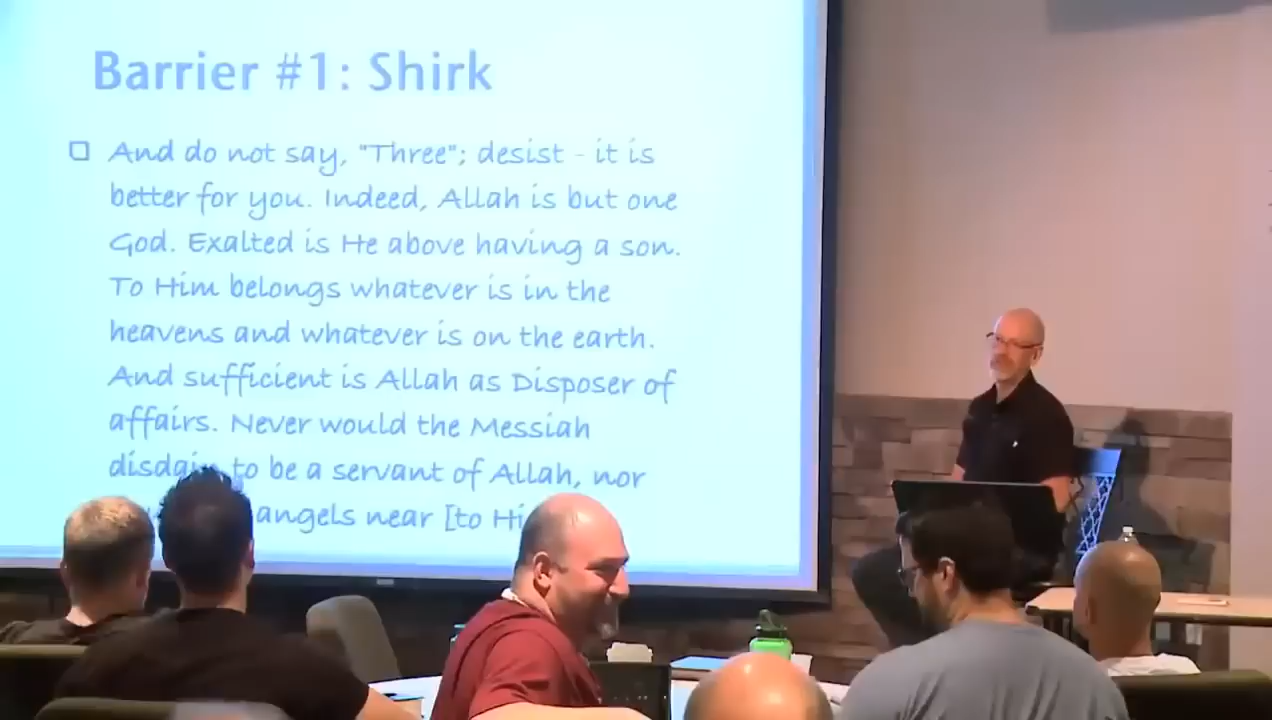 Barrier #1: Shirk
And do not say, "Three"; desist - it is
better for you. Indeed, Allah is but one
God. Exalted is He above having a son.
To Him belongs whatever is in the
heavens and whatever is on the earth.
And sufficient is Allah as Disposer of
affairs. Never would the Messiah
disdain to be a servant of Allah, nor
angels near [to Hi